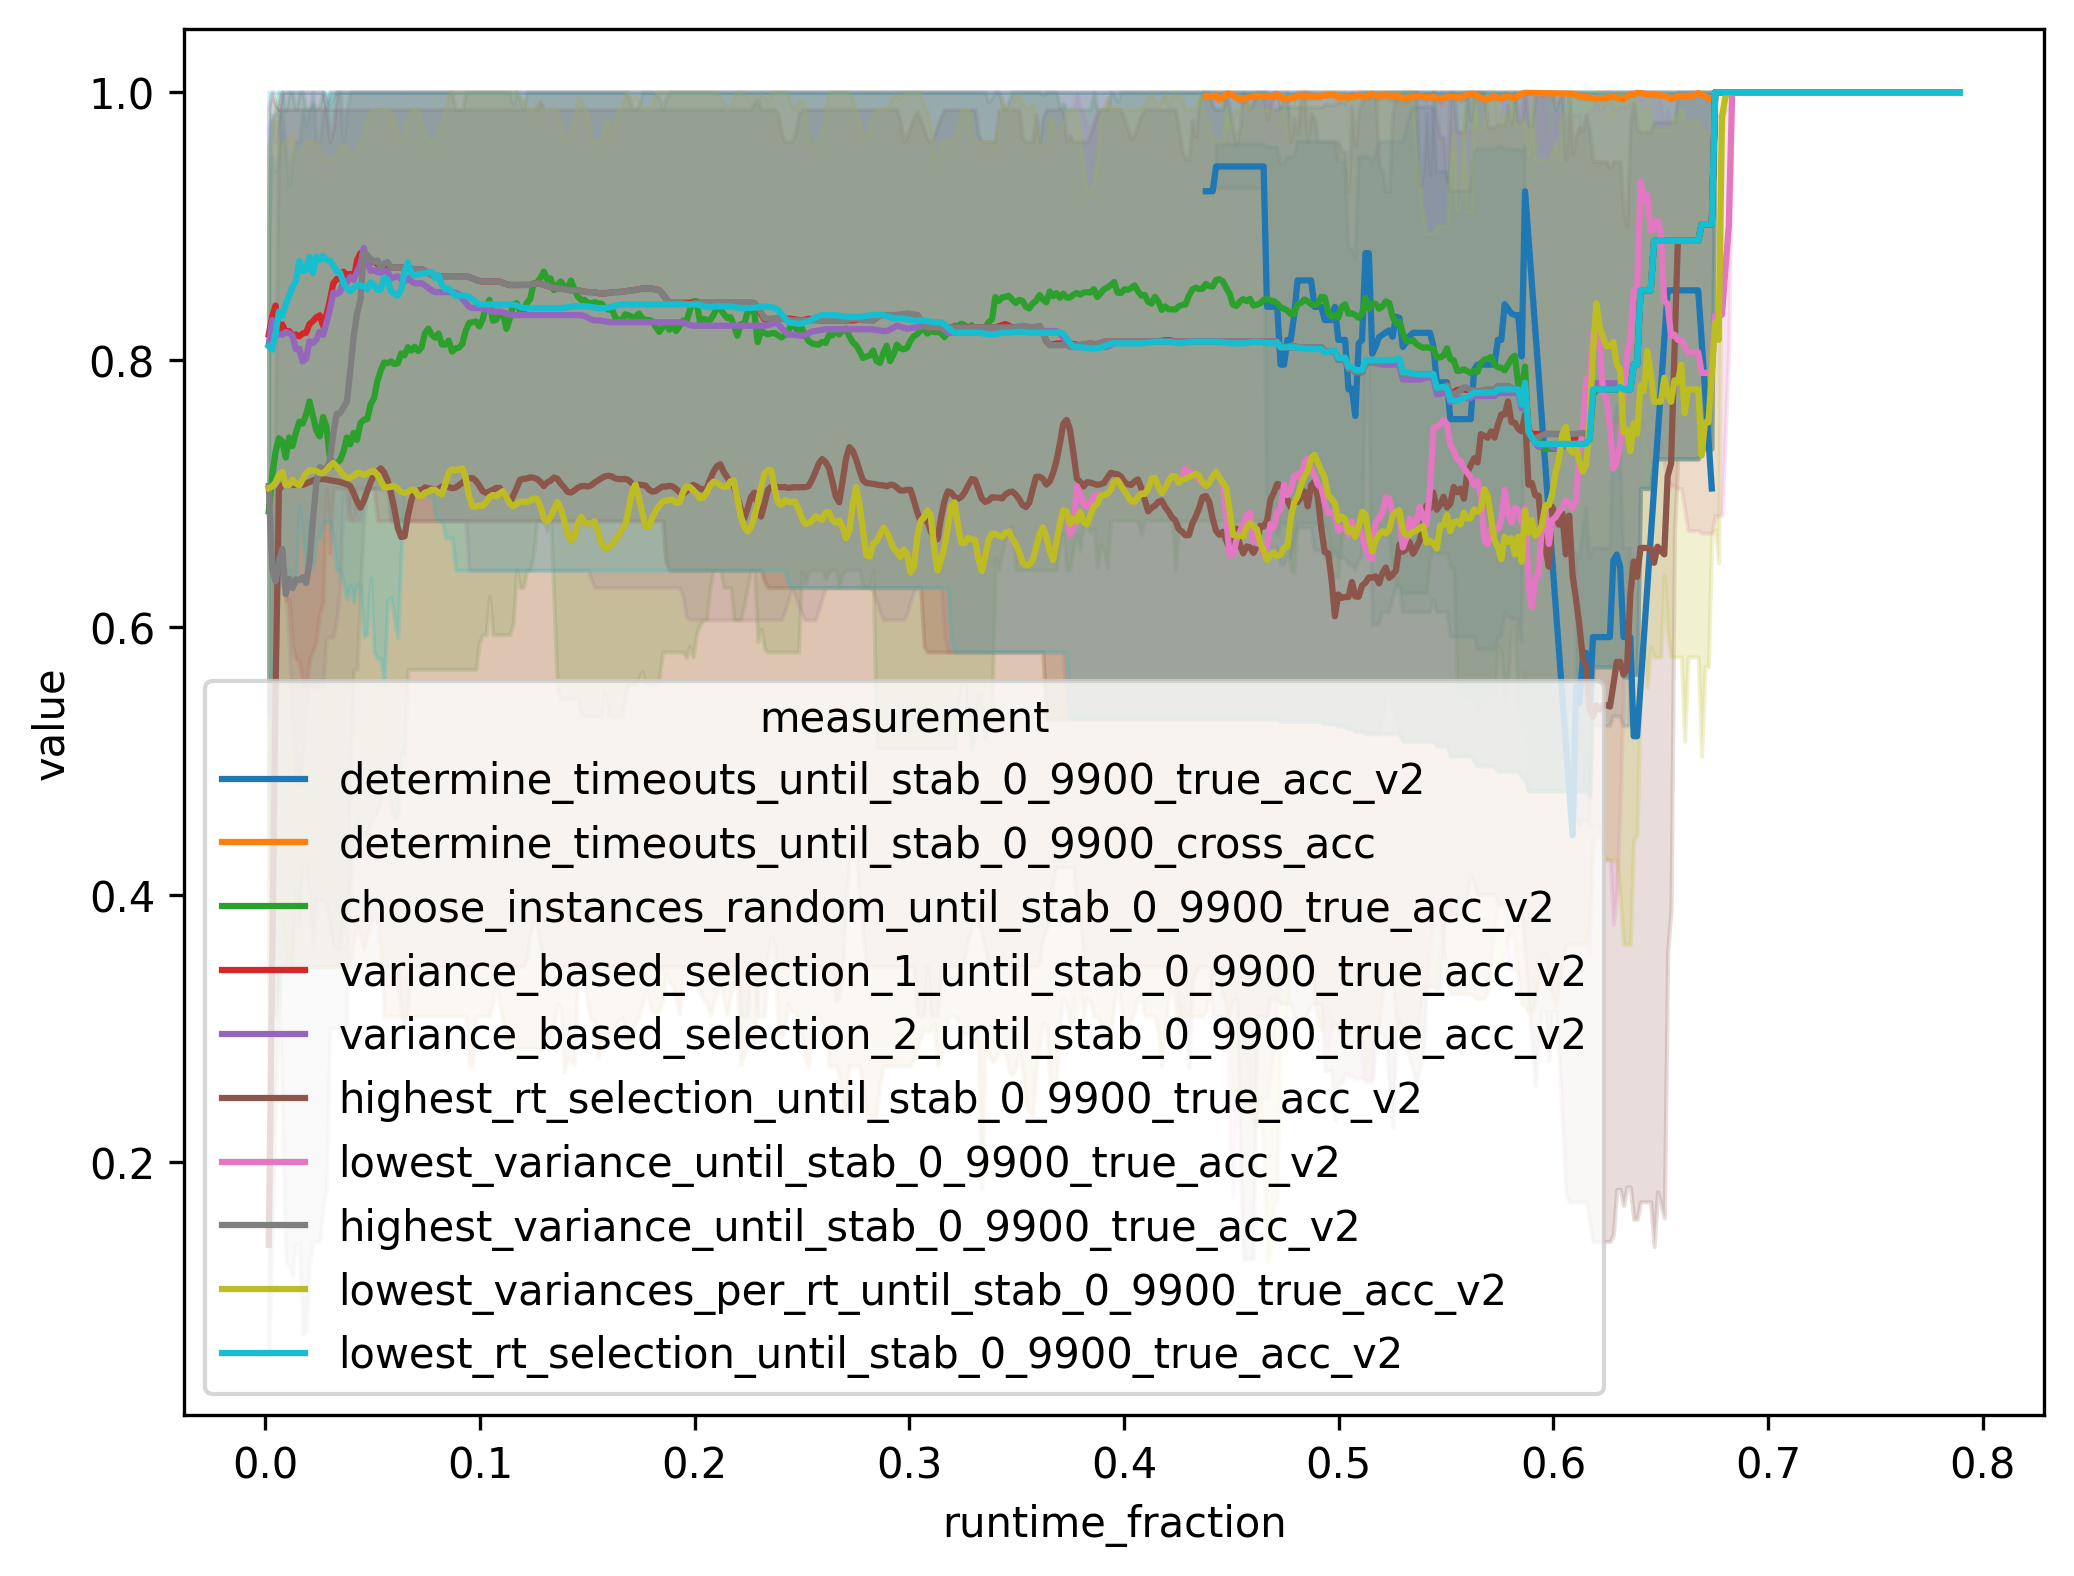 1.0
0.8
0.6
0.4
0.2
value
measurement
determine_timeouts_until_stab_0_9900_true_acc_v2
determine_timeouts_until_stab_0_9900_cross_acc
choose_instances_random_until_stab_0_9900_true_acc_v2
variance_based_selection_1_until_stab_0_9900_true_acc_v2
variance_based_selection_2_until_stab_0_9900_true_acc_v2
highest_rt_selection_until_stab_0_9900_true_acc_v2
lowest_variance_until_stab_0_9900_true_acc_v2
highest_variance_until_stab_0_9900_true_acc_v2
lowest_variances_per_rt_until_stab_0_9900_true_acc_v2
lowest_rt_selection_until_stab_0_9900_true_acc_v2
0.0 0.1 0.2 0.3 0.4 0.5 0.6 0.7 0.8
runtime_fraction